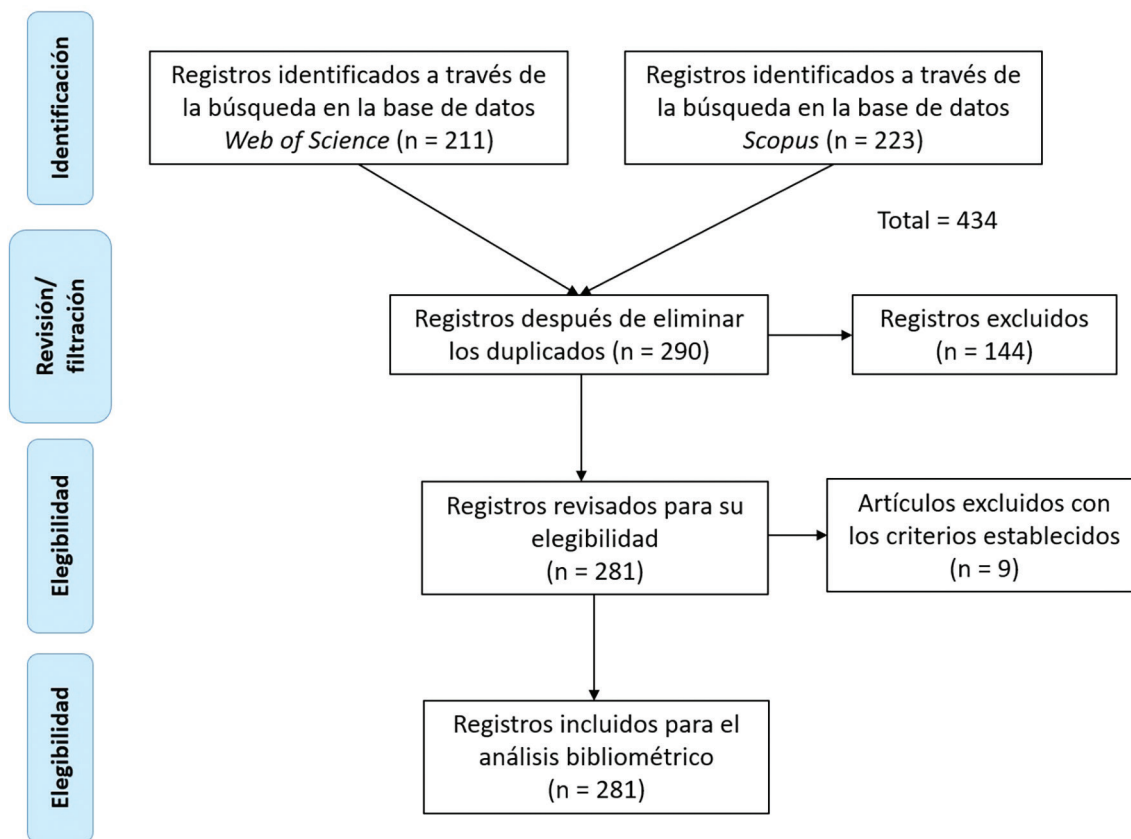 Identificación
Registros identificados a través de
la búsqueda en la base de datos
Web of Science (n = 211)
Registros identificados a través de
la búsqueda en la base de datos
Scopus (n = 223)
Total = 434
Revisión/
filtración
Registros después de eliminar
los duplicados (n = 290)
Registros excluidos
(n = 144)
Elegibilidad
Registros revisados para su
elegibilidad
(n = 281)
Artículos excluidos con
los criterios establecidos
(n = 9)
Elegibilidad
Registros incluidos para el
análisis bibliométrico
(n = 281)